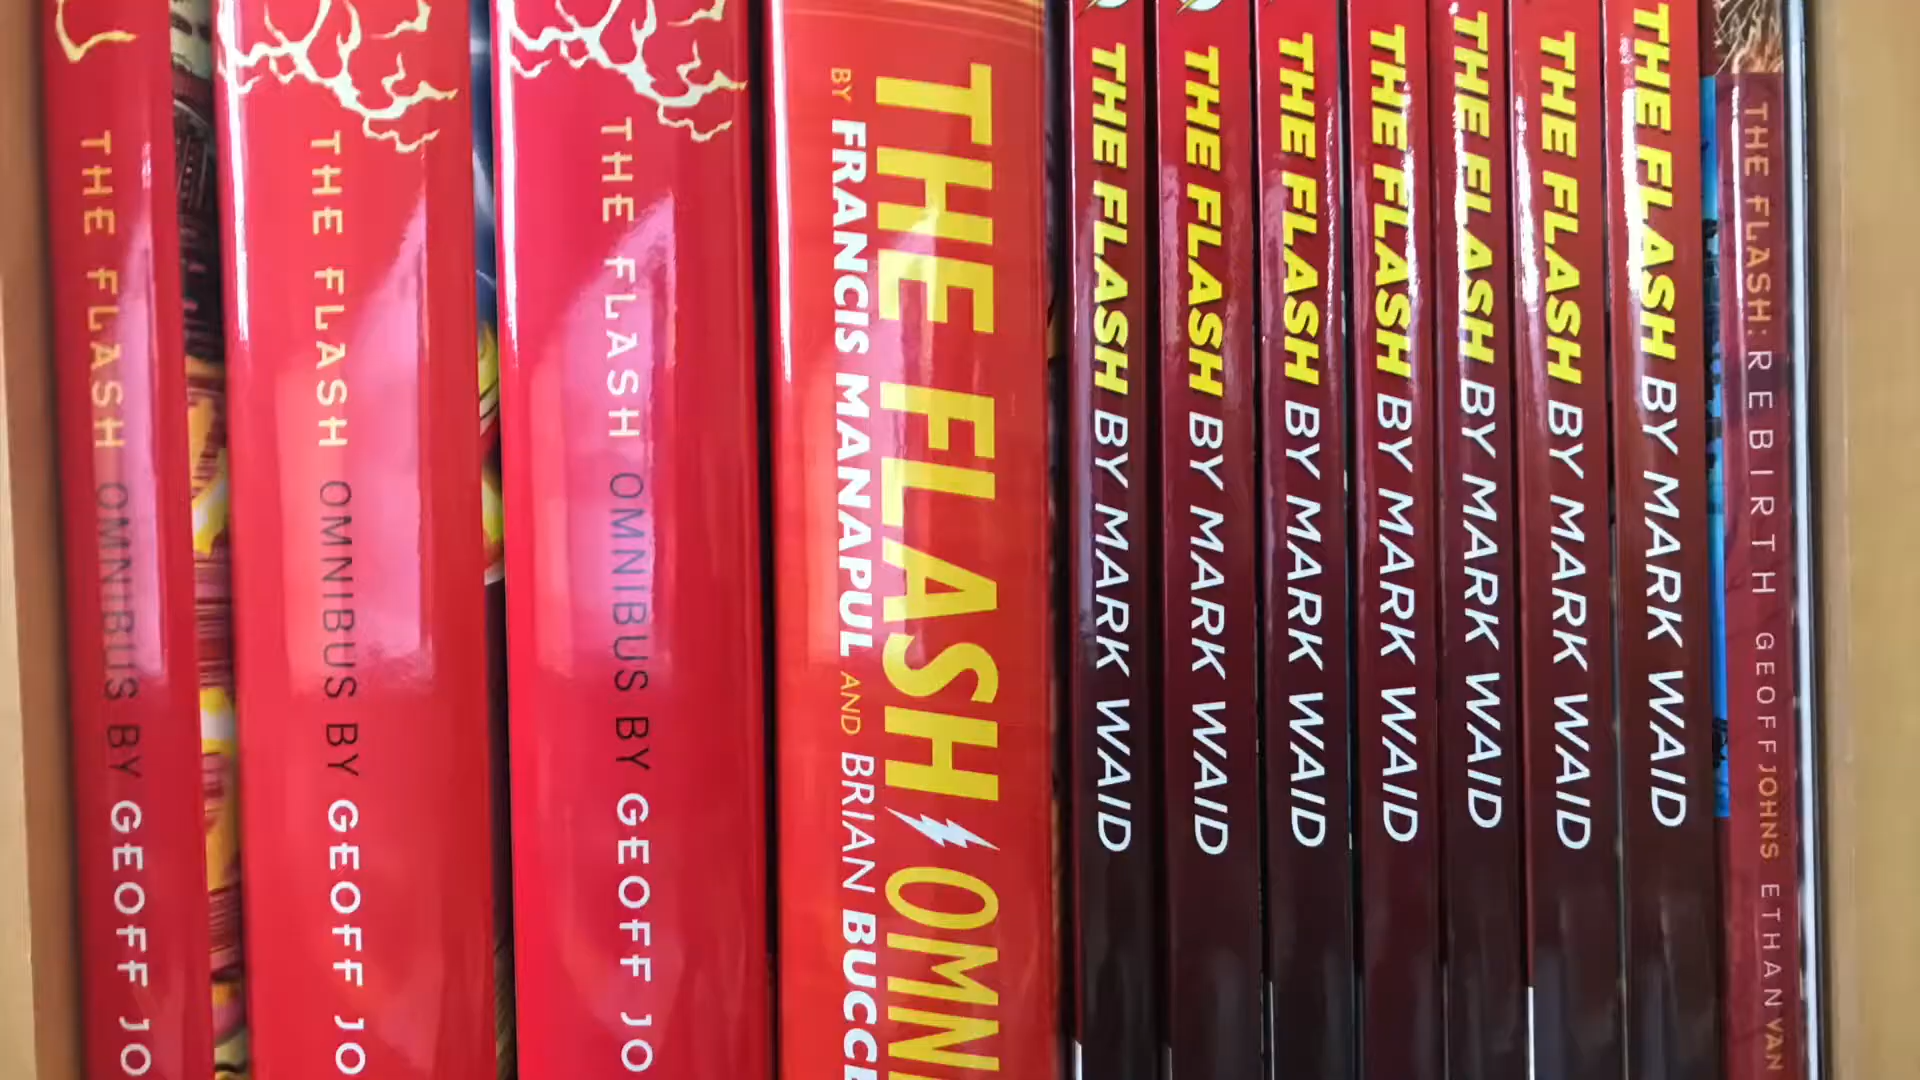 THE FLASH OMNIBUS BY GEOFF JO
THE FLASH OMNIBUS BY GEOFF JO
THE FLASH OMNIBUS BY GEOFF JO
THE FLASH OMNI
BY FRANCIS MANAPUL AND BRIAN BUCCE
THE FLASH BY MARK WAID
THE FLASH BY MARK WAID
THE FLASH BY MARK WAID
THE FLASH BY MARK WAID
THE FLASH BY MARK WAID
THE FLASH BY MARK WAID
THE FLASH BY MARK WAID
THE FLASH: REBIRTH GEOFF JOHNS ETHAN VAN